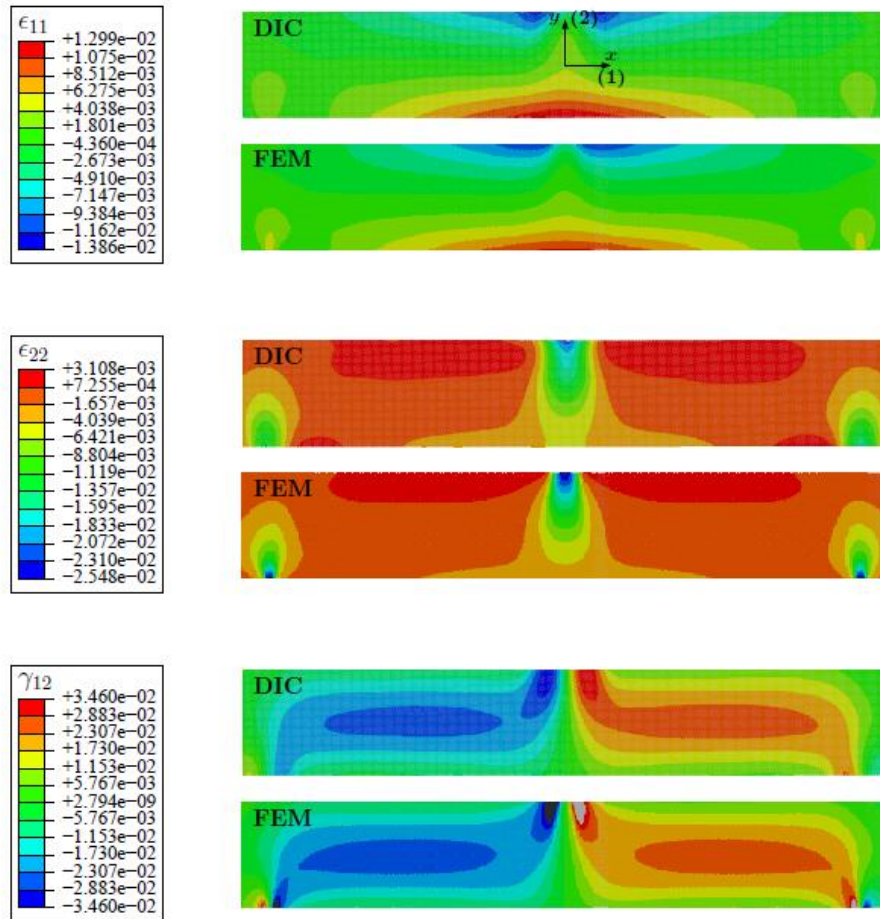 ϵ11
+1.299e−02
+1.075e−02
+8.512e−03
+6.275e−03
+4.038e−03
+1.801e−03
−4.360e−04
−2.673e−03
−4.910e−03
−7.147e−03
−9.384e−03
−1.162e−02
−1.386e−02
DIC
y (2)
x
(1)
FEM
ϵ22
+3.108e−03
+7.255e−04
−1.657e−03
−4.039e−03
−6.421e−03
−8.804e−03
−1.119e−02
−1.357e−02
−1.595e−02
−1.833e−02
−2.072e−02
−2.310e−02
−2.548e−02
DIC
FEM
γ12
+3.460e−02
+2.883e−02
+2.307e−02
+1.730e−02
+1.153e−02
+5.767e−03
+2.794e−09
−5.767e−03
−1.153e−02
−1.730e−02
−2.307e−02
−2.883e−02
−3.460e−02
DIC
FEM